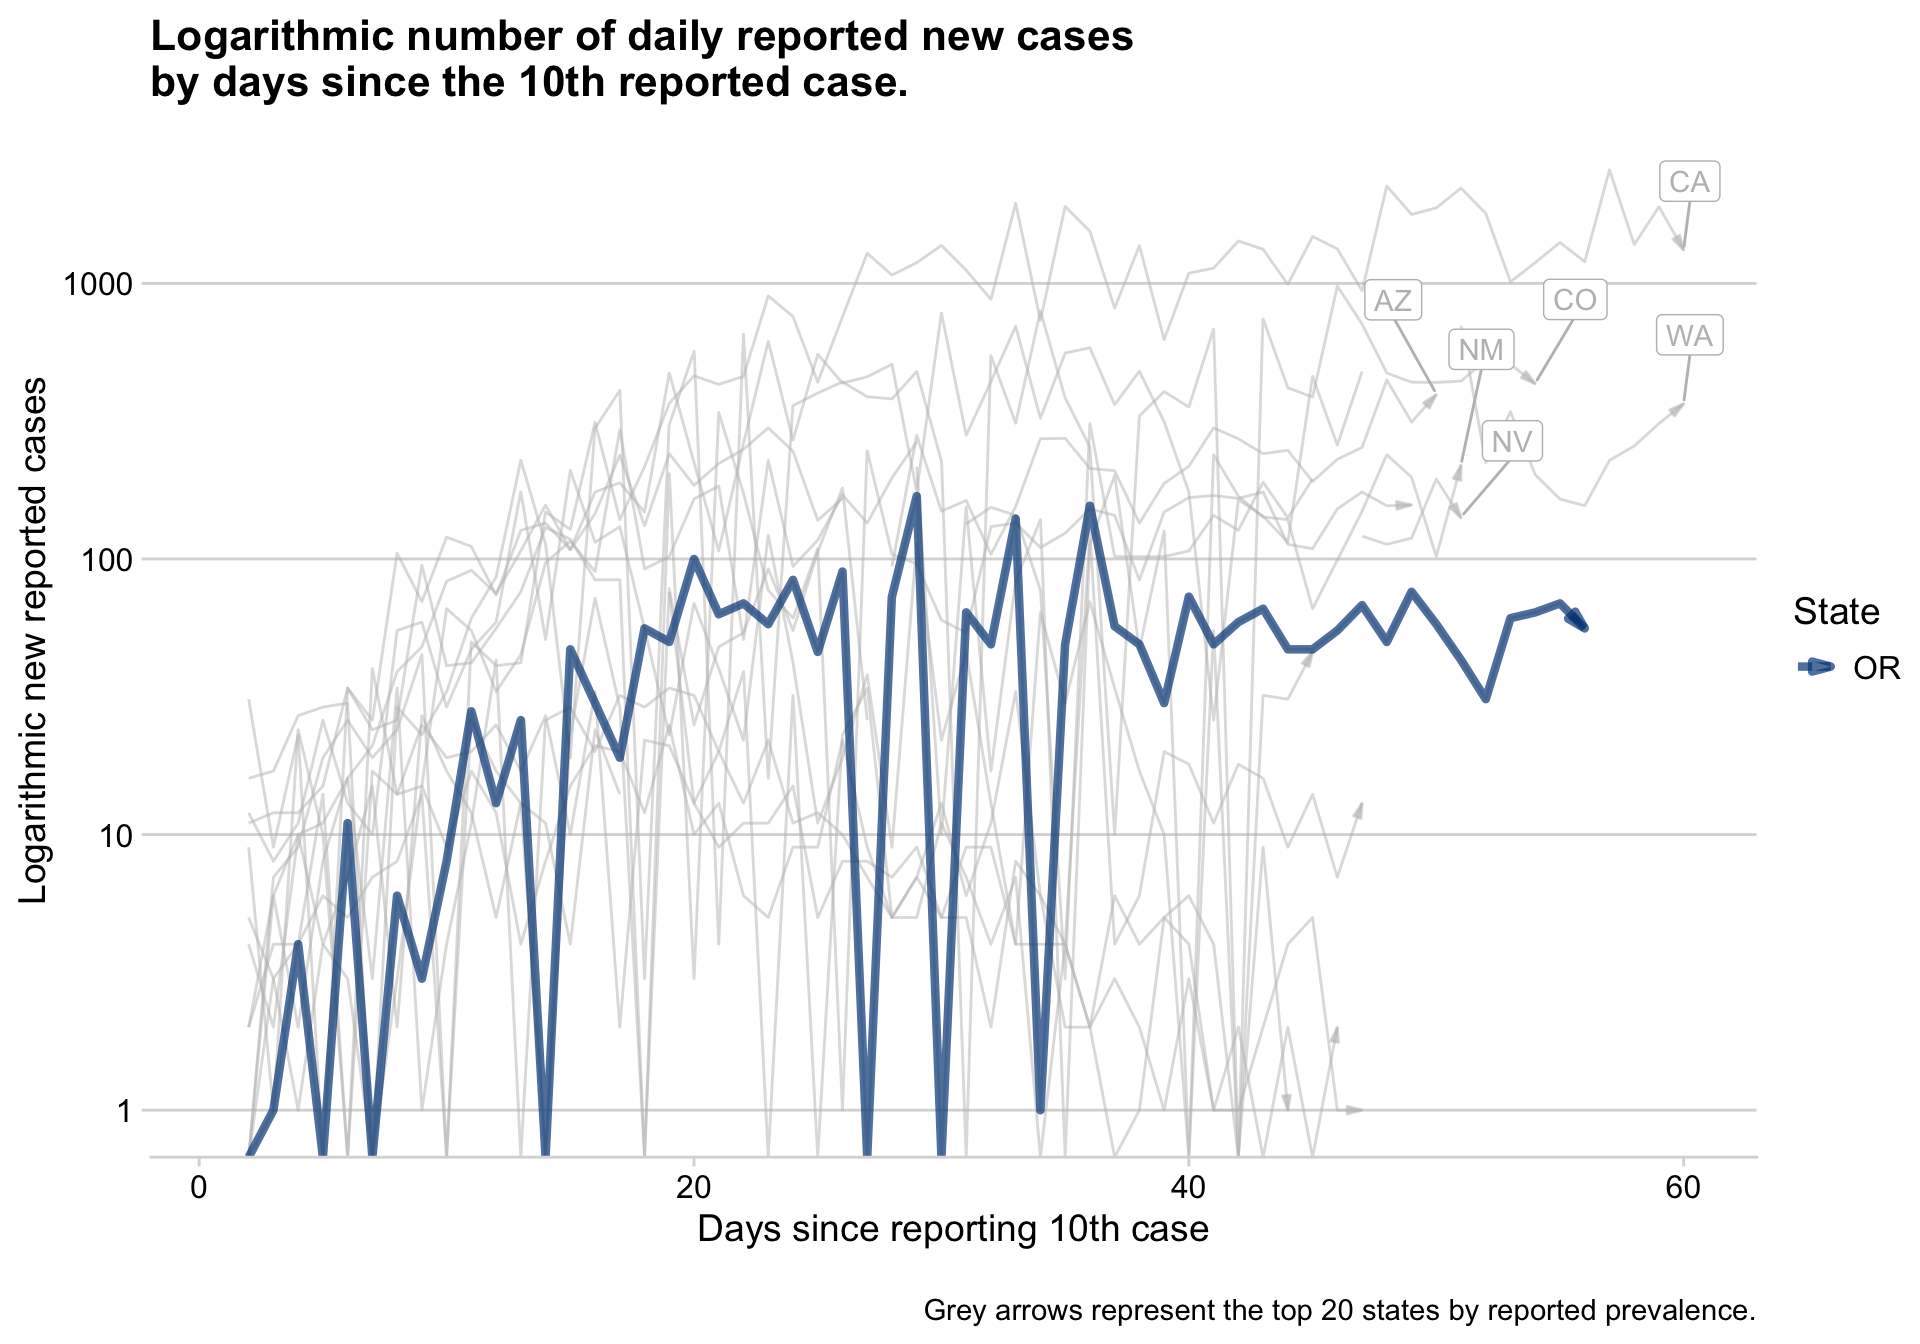 Logarithmic number of daily reported new cases
by days since the 10th reported case.
Logarithmic new reported cases
1000
100
10
1
CA
AZ
CO
NM
WA
NV
State
OR
0
20
40
60
Days since reporting 10th case
Grey arrows represent the top 20 states by reported prevalence.